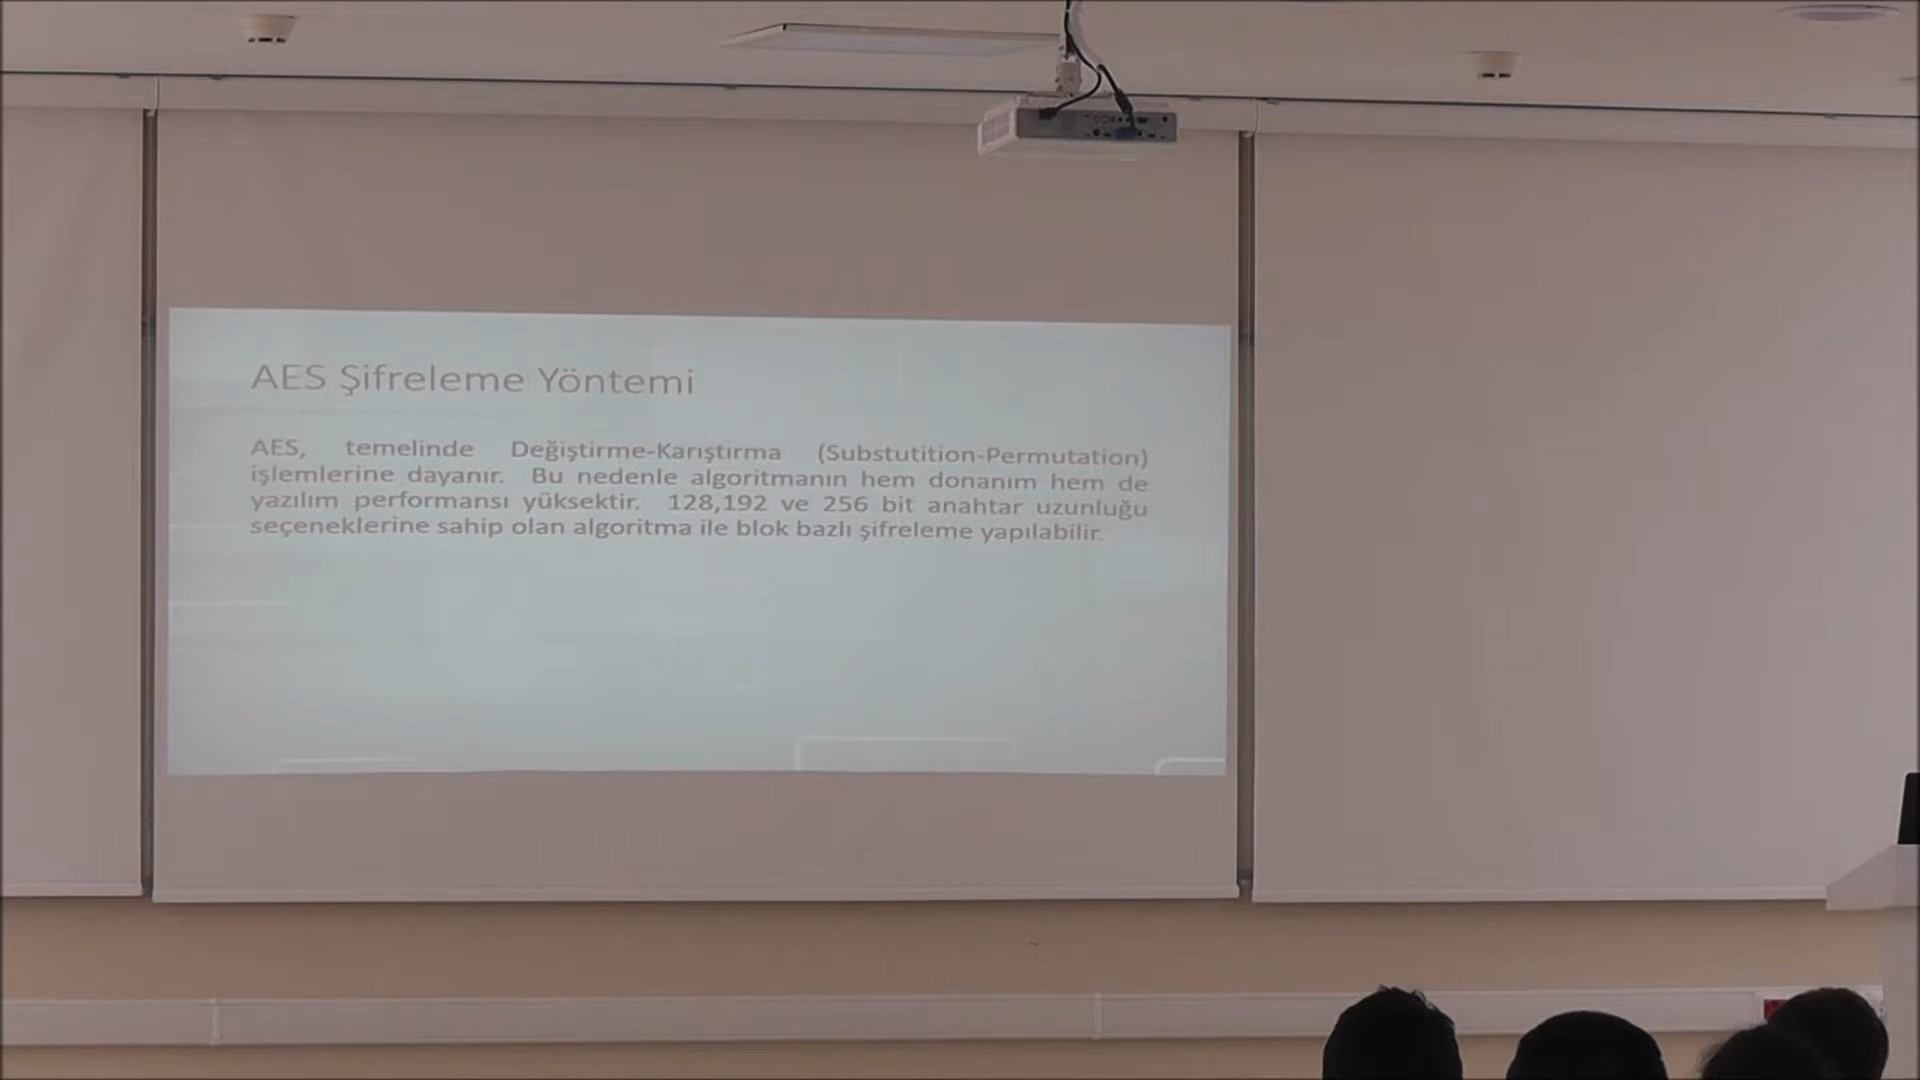 AES Şifreleme Yöntemi
AES, temelinde Değiştirme-Karıştırma (Substutition-Permutation)
işlemlerine dayanır. Bu nedenle algoritmanın hem donanım hem de
yazılım performansı yüksektir. 128,192 ve 256 bit anahtar uzunluğu
seçeneklerine sahip olan algoritma ile blok bazlı şifreleme yapılabilir.